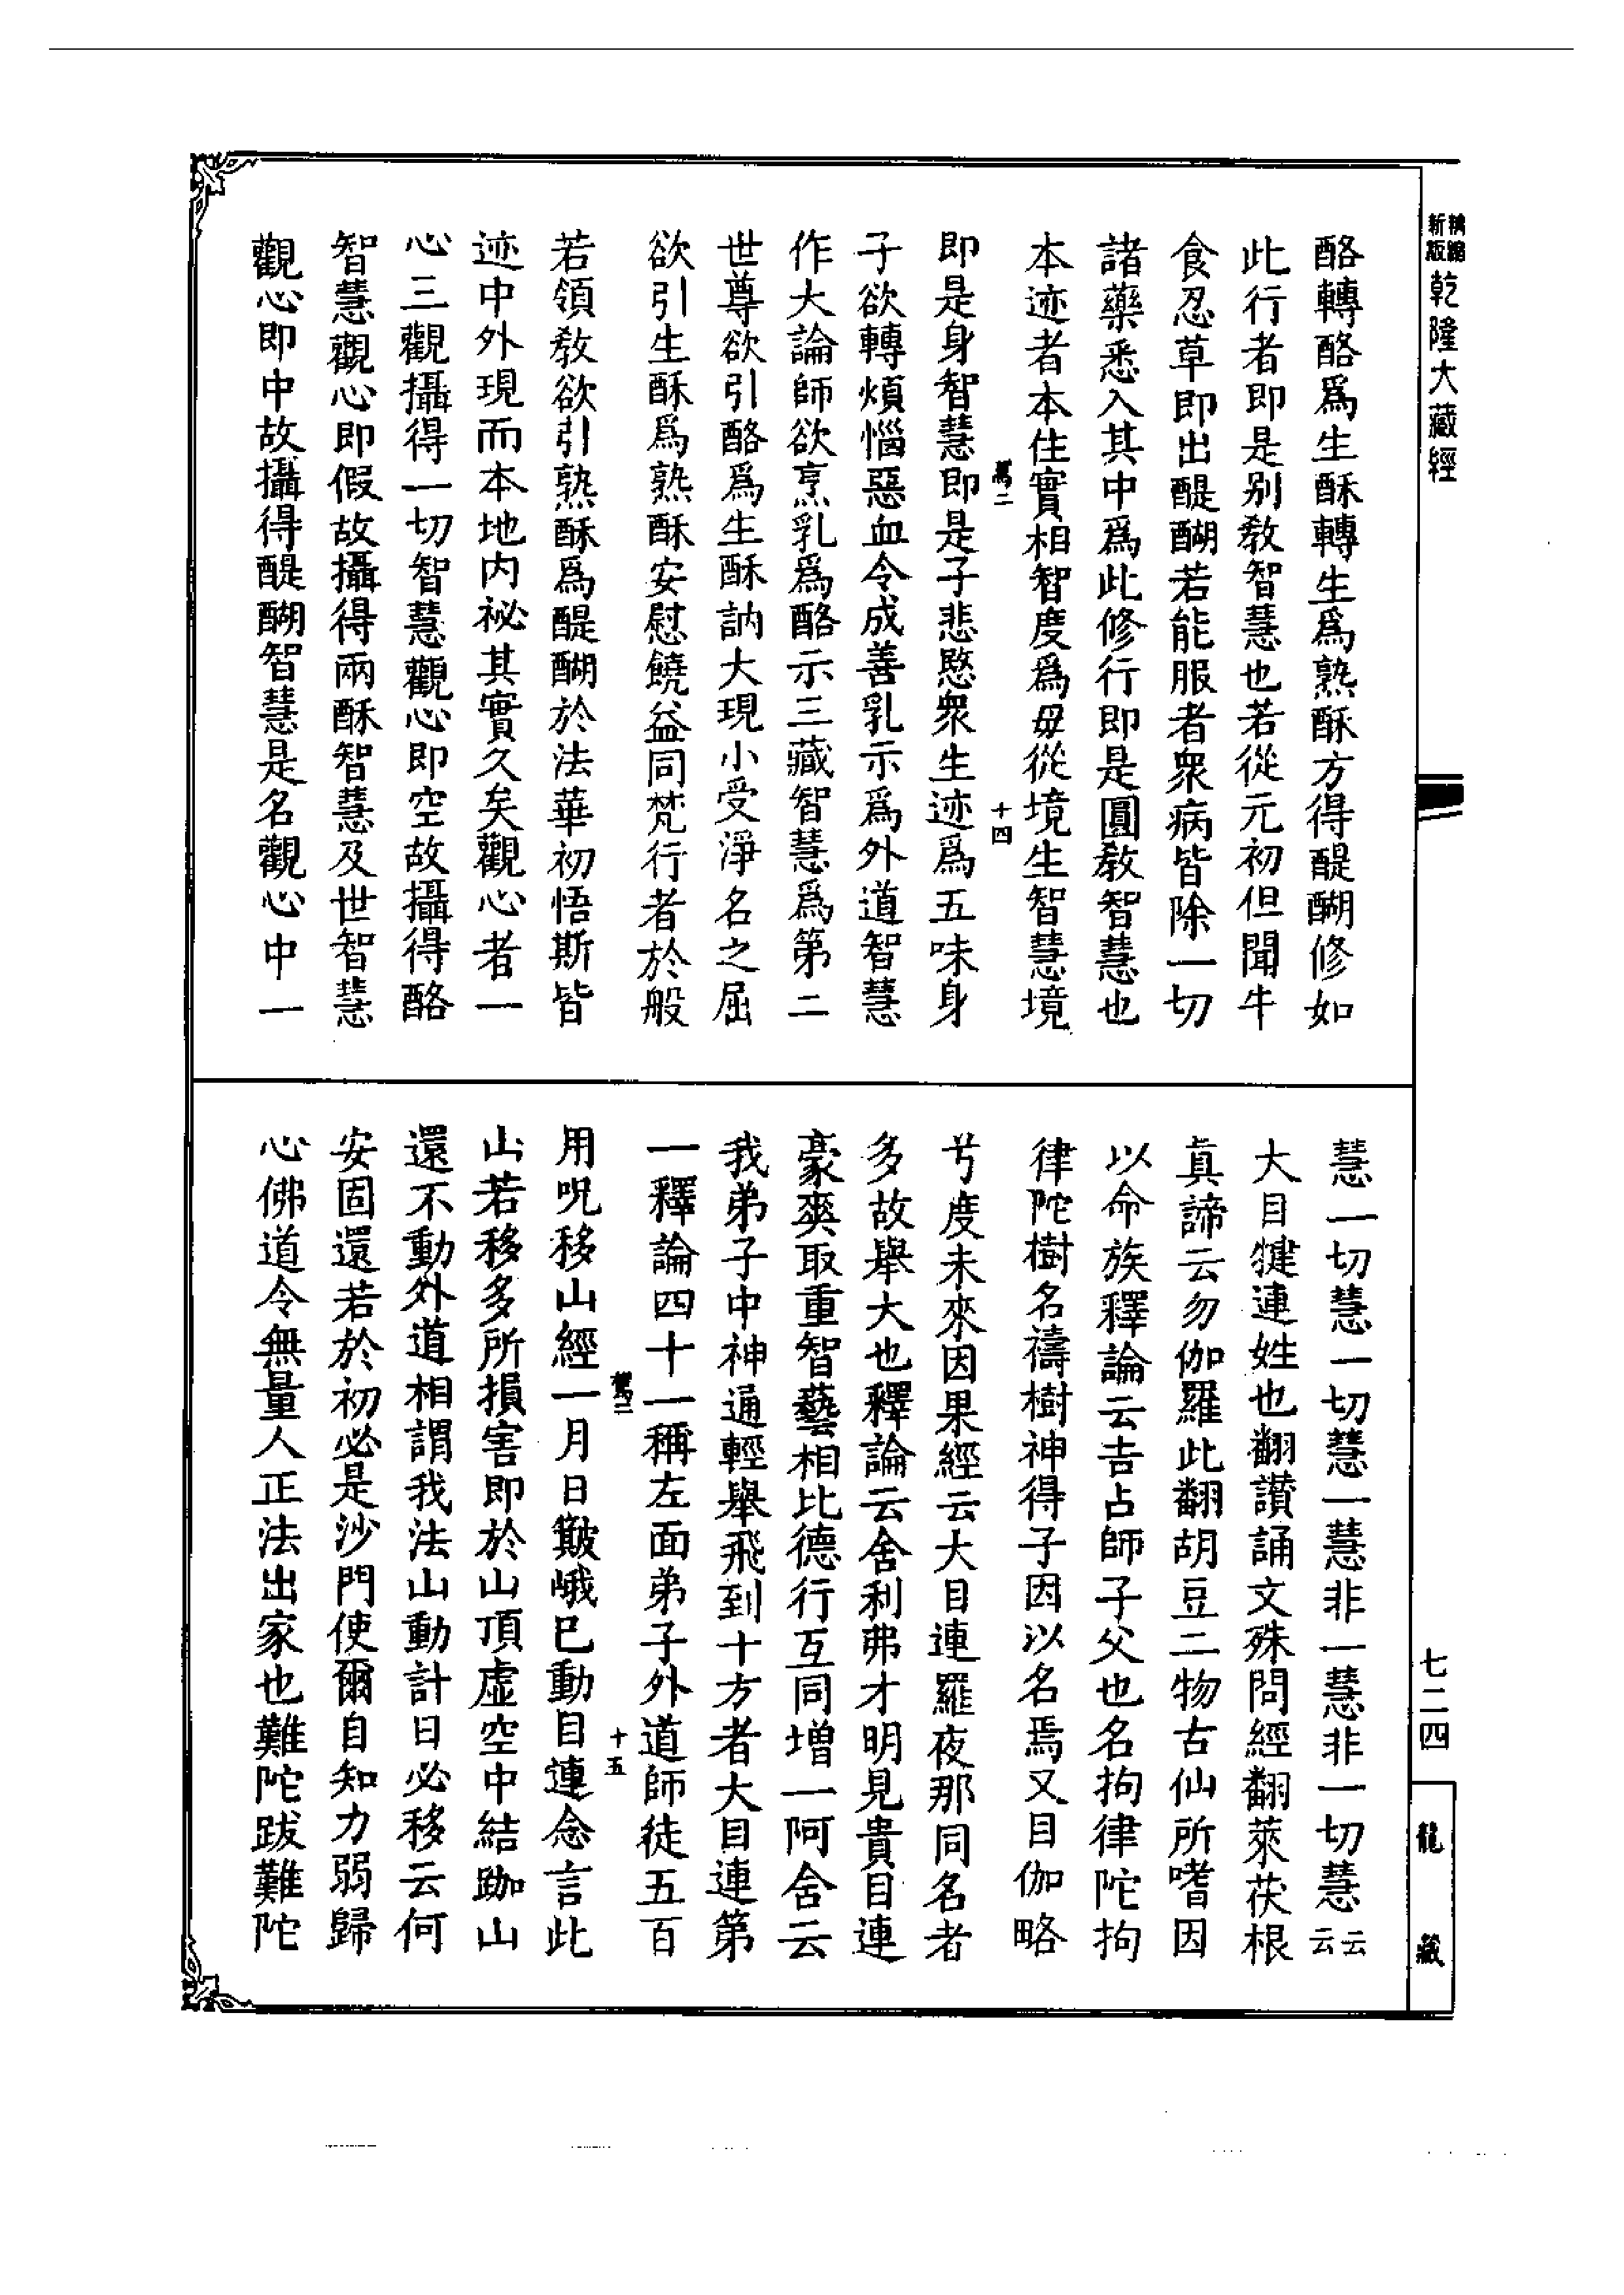 精縮
新版
乾隆大藏經
酪轉酪爲生酥轉生爲熟酥方得醍醐修如
此行者即是别教智慧也若從元初但聞牛
食忍草即出醍醐若能服者衆病皆除一切
諸藥悉入其中爲此修行即是圓教智慧也
本迹者本住實相智度爲母從境生智慧境
萬二
十四
即是身智慧即是子悲愍衆生迹爲五味身
子欲轉煩惱惡血令成善乳示爲外道智慧
作大論師欲烹乳爲酪示三藏智慧爲第二
世尊欲引酪爲生酥訥大現小受淨名之屈
欲引生酥爲熟酥安慰饒益同梵行者於般
若領教欲引熟酥爲醍醐於法華初悟斯皆
迹中外現而本地内祕其實久矣觀心者一
心三觀攝得一切智慧觀心即空故攝得酪
智慧觀心即假故攝得兩酥智慧及世智慧
觀心即中故攝得醍醐智慧是名觀心中一
慧一切慧一切慧一慧非一慧非一切慧云云
大目犍連姓也翻讚誦文殊問經翻萊茯根
真諦云勿伽羅此翻胡豆二物古仙所嗜因
以命族釋論云吉占師子父也名拘律陀拘
律陀樹名禱樹神得子因以名焉又目伽略
兮度未來因果經云大目連羅夜那同名者
多故舉大也釋論云舍利弗才明見貴目連
豪爽取重智藝相比德行互同增一阿含云
我弟子中神通輕舉飛到十方者大目連第
一釋論四十一稱左面弟子外道師徒五百
十五
用呪移山經一月日簸峨已動目連念言此
山若移多所損害即於山頂虛空中結跏山
還不動外道相謂我法山動計日必移云何
安固還若於初必是沙門使爾自知力弱歸
心佛道令無量人正法出家也難陀跋難陀
七二四
龍藏